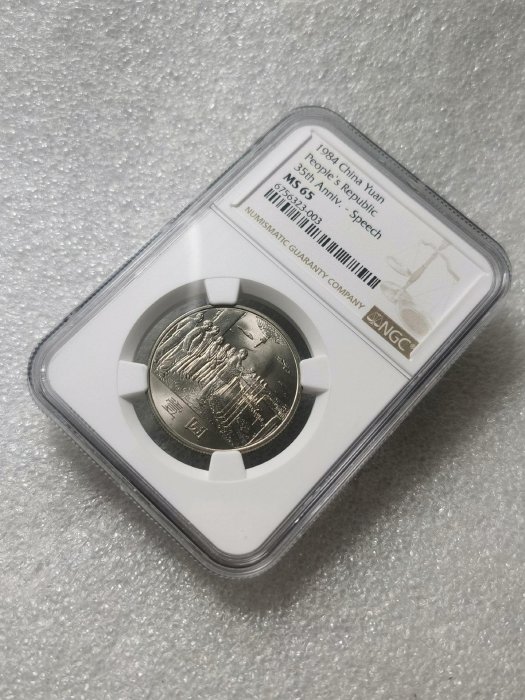 1984 China Yuan
People's Republic
35th Anniv. - Speech
MS 65
6756323-003
NUMISMATIC GUARANTY COMPANY
NGC
壹圆